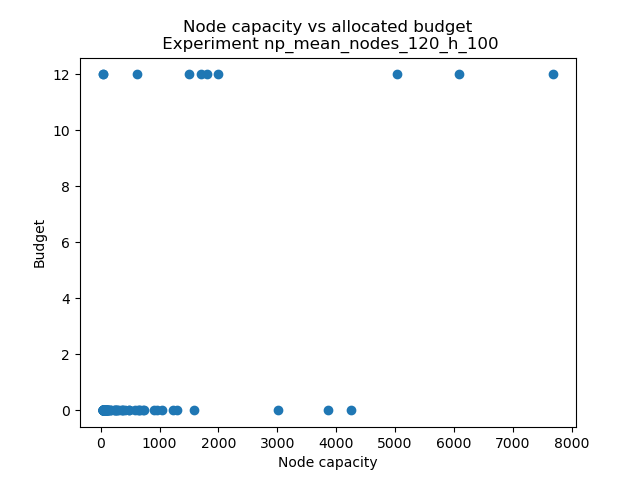 Node capacity vs allocated budget
Experiment np_mean_nodes_120_h_100
12
10
8
6
4
2
0
Budget
0 1000 2000 3000 4000 5000 6000 7000 8000
Node capacity